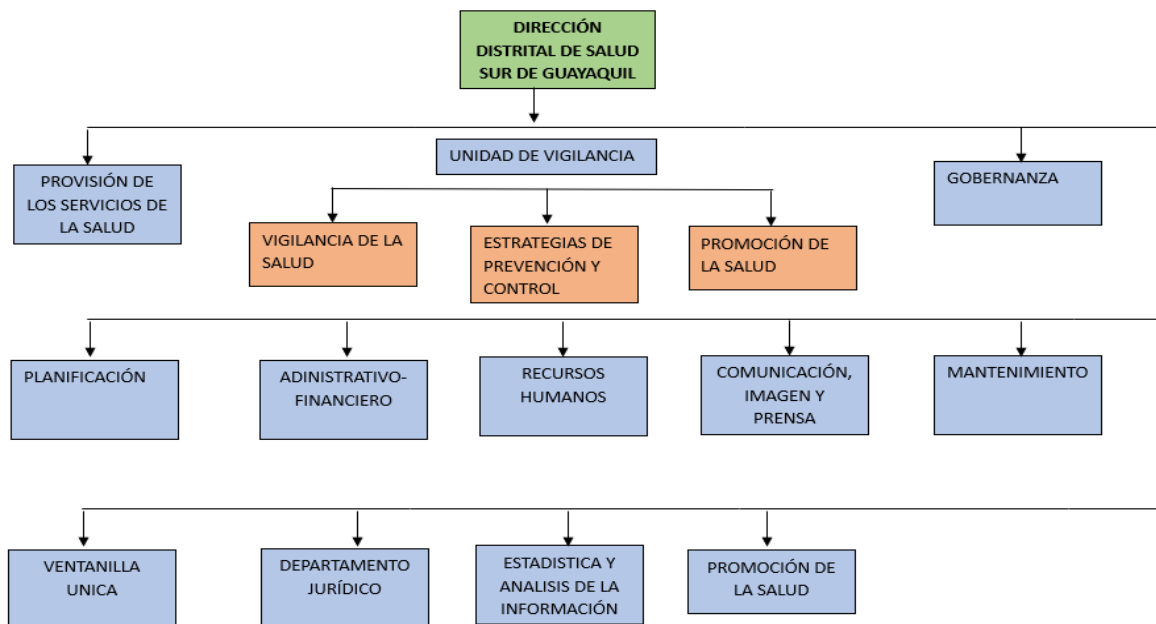 DIRECCIÓN
DISTRITAL DE SALUD
SUR DE GUAYAQUIL
PROVISIÓN DE
LOS SERVICIOS DE
LA SALUD
UNIDAD DE VIGILANCIA
GOBERNANZA
VIGILANCIA DE LA
SALUD
ESTRATEGIAS DE
PREVENCIÓN Y
CONTROL
PROMOCIÓN DE
LA SALUD
PLANIFICACIÓN
ADINISTRATIVO-
FINANCIERO
RECURSOS
HUMANOS
COMUNICACIÓN,
IMAGEN Y
PRENSA
MANTENIMIENTO
VENTANILLA
UNICA
DEPARTAMENTO
JURÍDICO
ESTADISTICA Y
ANALISIS DE LA
INFORMACIÓN
PROMOCIÓN DE
LA SALUD